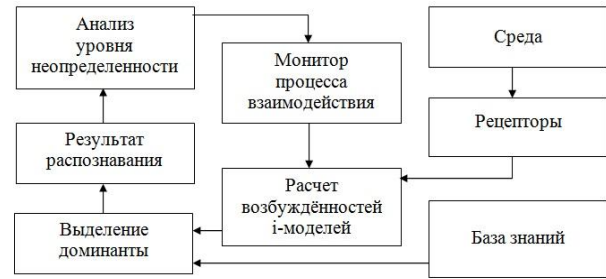 Анализ
уровня
неопределенности
Монитор
процесса
взаимодействия
Среда
Результат
распознавания
Рецепторы
Расчет
возбуждённостей
i-моделей
Выделение
доминанты
База знаний